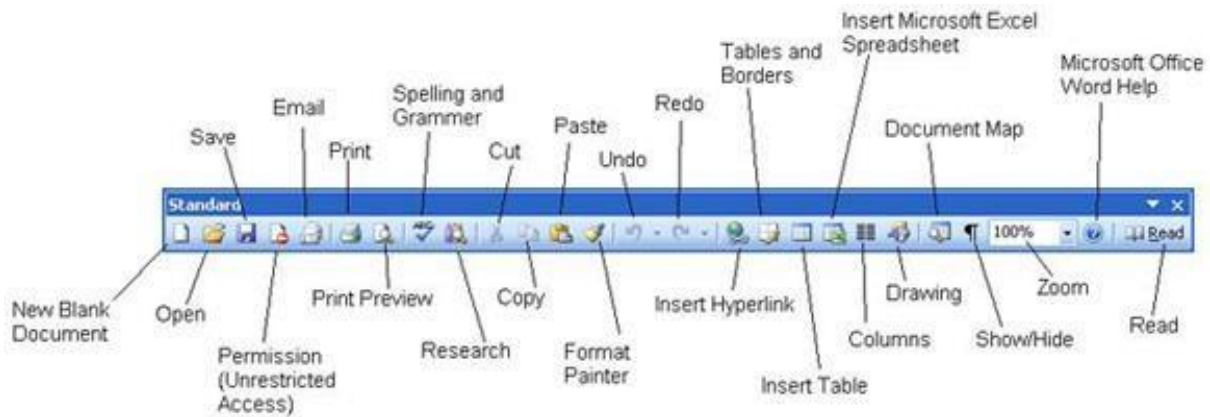 Insert Microsoft Excel
Spreadsheet
Tables and
Borders
Microsoft Office
Word Help
Email
Spelling and
Grammer
Redo
Save
Print
Cut
Paste
Undo
Document Map
Standard
ABC
100%
Read
New Blank
Document
Open
Permission
(Unrestricted
Access)
Print Preview
Research
Copy
Format
Painter
Insert Hyperlink
Insert Table
Columns
Drawing
Show/Hide
Zoom
Read